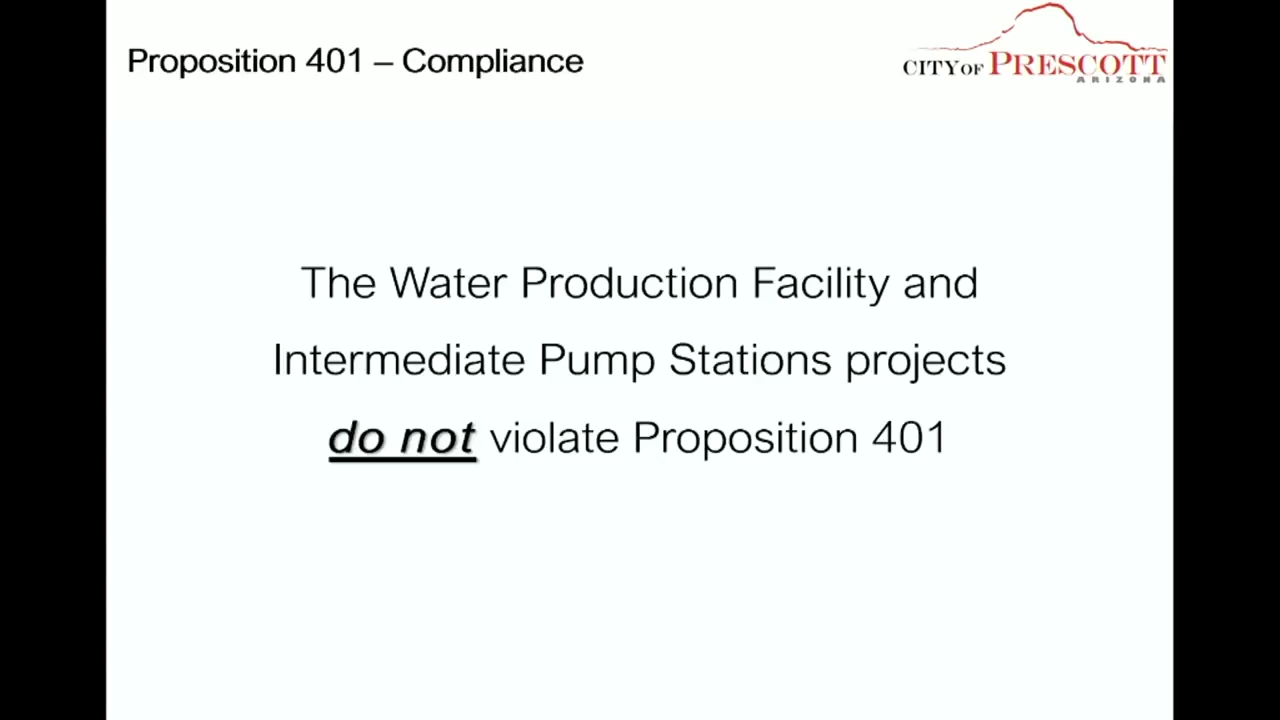 Proposition 401 – Compliance
CITY OF PRESCOTT
ARIZONA
The Water Production Facility and
Intermediate Pump Stations projects
do not violate Proposition 401